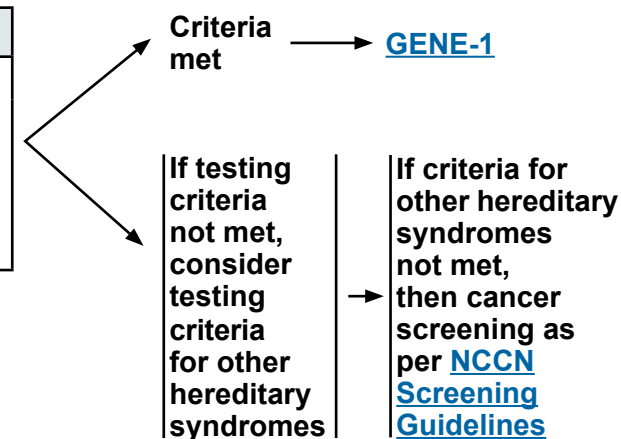 Criteria
met
GENE-1
If testing
criteria
not met,
consider
testing
criteria
for other
hereditary
syndromes
If criteria for
other hereditary
syndromes
not met,
then cancer
screening as
per NCCN
Screening
Guidelines